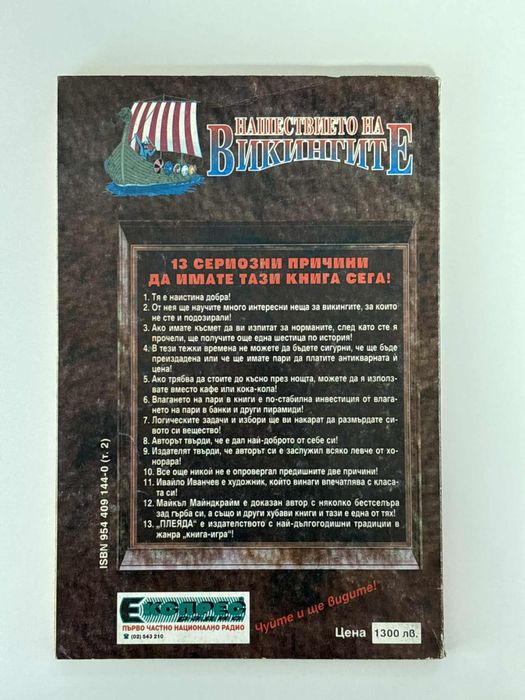 НАШЕСТВИЕТО НА
ВИКИНГИТЕ
13 СЕРИОЗНИ ПРИЧИНИ
ДА ИМАТЕ ТАЗИ КНИГА СЕГА!
1. Тя е наистина добра!
2. От нея ще научите много интересни неща за викингите, за които
не сте и подозирали!
3. Ако имате късмет да ви изпитат за норманите, след като сте я
прочели, ще получите още една шестица по история!
4. В тези тежки времена не можете да бъдете сигурни, че ще бъде
преиздадена или че ще имате пари да платите антикварната ѝ
цена!
5. Ако трябва да стоите до късно през нощта, можете да я използ-
вате вместо кафе или кока-кола!
6. Влагането на пари в книги е по-стабилна инвестиция от влага-
нето на пари в банки и други пирамиди!
7. Логическите задачи и избори ще ви накарат да размърдате си-
вото си вещество!
8. Авторът твърди, че е дал най-доброто от себе си!
9. Издателят твърди, че авторът си е заслужил всяко левче от хо-
норара!
10. Все още никой не е опровергал предишните две причини!
11. Ивайло Иванчев е художник, който винаги впечатлява с класа-
та си!
12. Майкъл Майндкрайм е доказан автор с няколко бестселъра
зад гърба си, а също и други хубави книги и тази е една от тях!
13. „ПЛЕЯДА" е издателството с най-дългогодишни традиции в
жанра „книга-игра"!
ISBN 954 409 144-0 (т. 2)
ЕКСПРЕС
ПЪРВО ЧАСТНО НАЦИОНАЛНО РАДИО
☎ (02) 543 210
Чуйте и ще видите!
Цена 1300 лв.